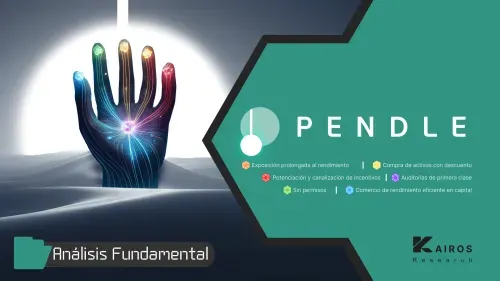 PENDLE
Exposición prolongada al rendimiento | Compra de activos con descuento
Potenciación y canalización de incentivos | Auditorías de primera clase
Sin permisos | Comercio de rendimiento eficiente en capital
Análisis Fundamental
KAIROS
Research